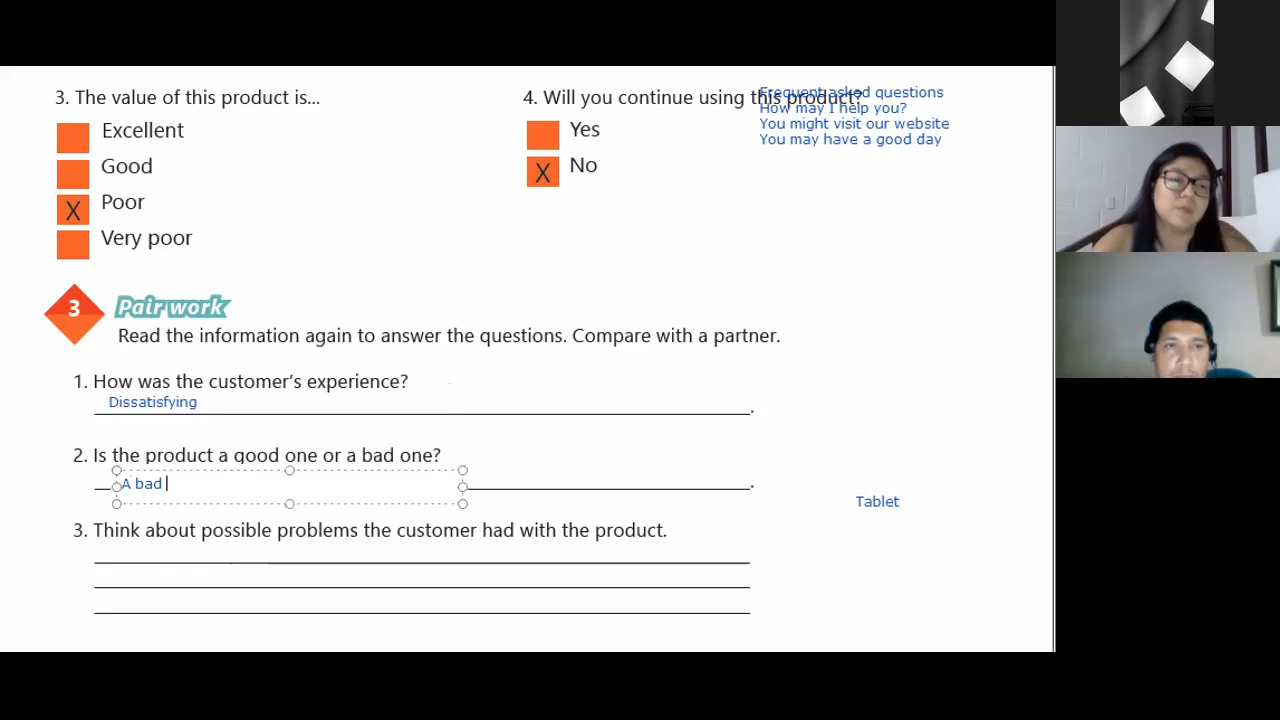 3. The value of this product is...
Excellent
Good
X Poor
Very poor
4. Will you continue using this product?
Yes
X No
Frequent asked questions
How may I help you?
You might visit our website
You may have a good day
3 Pair work
Read the information again to answer the questions. Compare with a partner.
1. How was the customer's experience?
Dissatisfying
2. Is the product a good one or a bad one?
A bad
Tablet
3. Think about possible problems the customer had with the product.